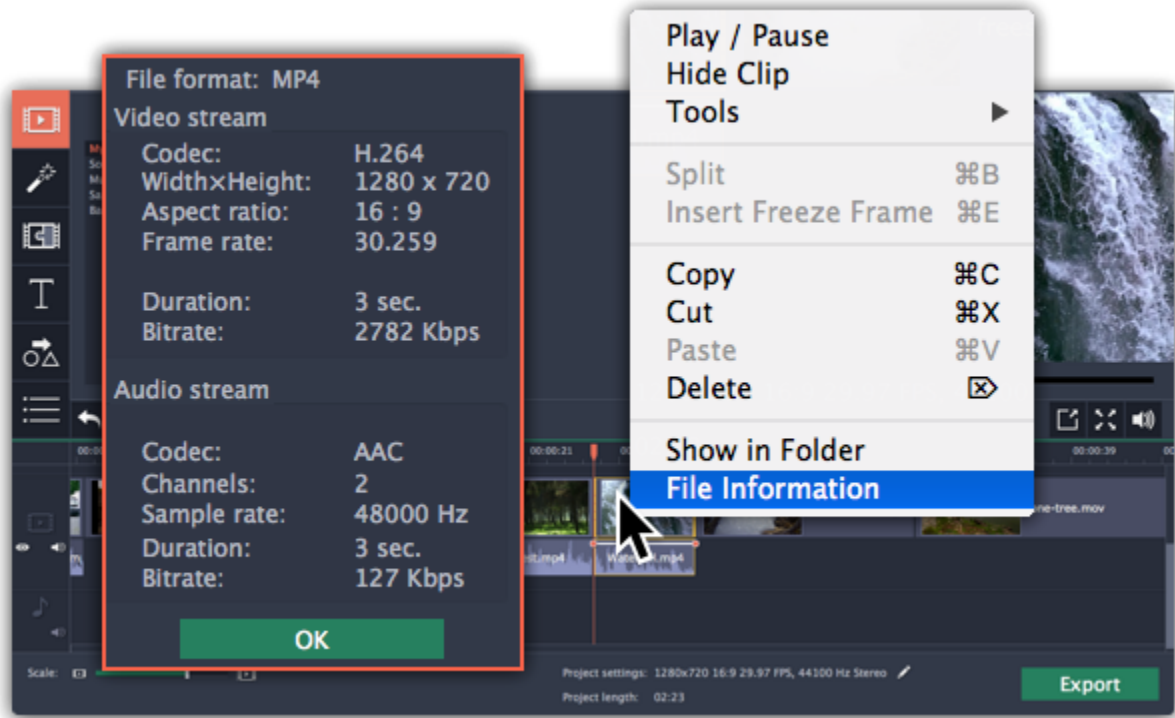 File format: MP4
Video stream
Codec: H.264
Width×Height: 1280 x 720
Aspect ratio: 16 : 9
Frame rate: 30.259
Duration: 3 sec.
Bitrate: 2782 Kbps
Audio stream
Codec: AAC
Channels: 2
Sample rate: 48000 Hz
Duration: 3 sec.
Bitrate: 127 Kbps
OK
Play / Pause
Hide Clip
Tools ▶
Split ⌘B
Insert Freeze Frame ⌘E
Copy ⌘C
Cut ⌘X
Paste ⌘V
Delete ⌦
Show in Folder
File Information
T
00:00:21
00:00:39
Scale:
Project settings: 1280x720 16:9 29.97 FPS, 44100 Hz Stereo
Project length: 02:23
Export